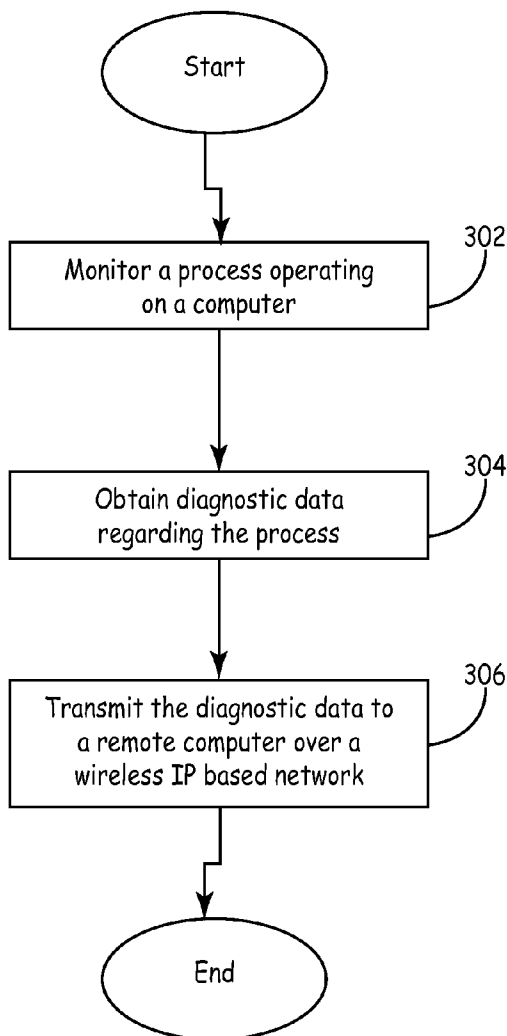 Start
302
Monitor a process operating
on a computer
304
Obtain diagnostic data
regarding the process
306
Transmit the diagnostic data to
a remote computer over a
wireless IP based network
End